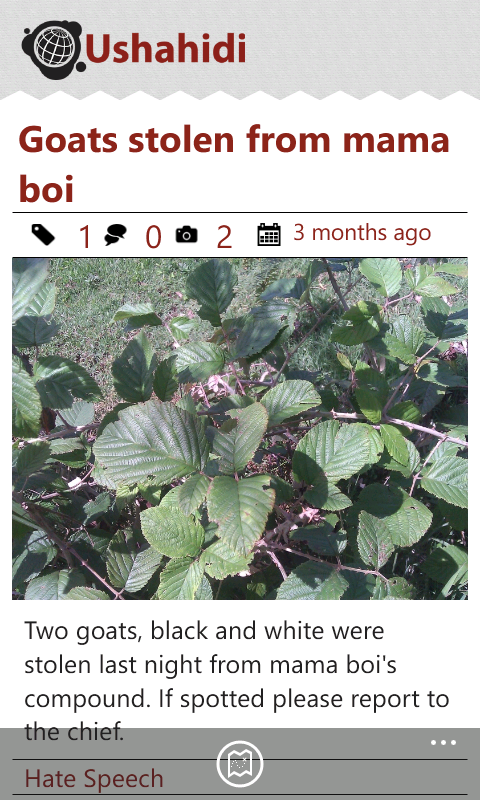 Ushahidi
Goats stolen from mama
boi
1 0 2 3 months ago
Two goats, black and white were
stolen last night from mama boi's
compound. If spotted please report to
the chief.
Hate Speech